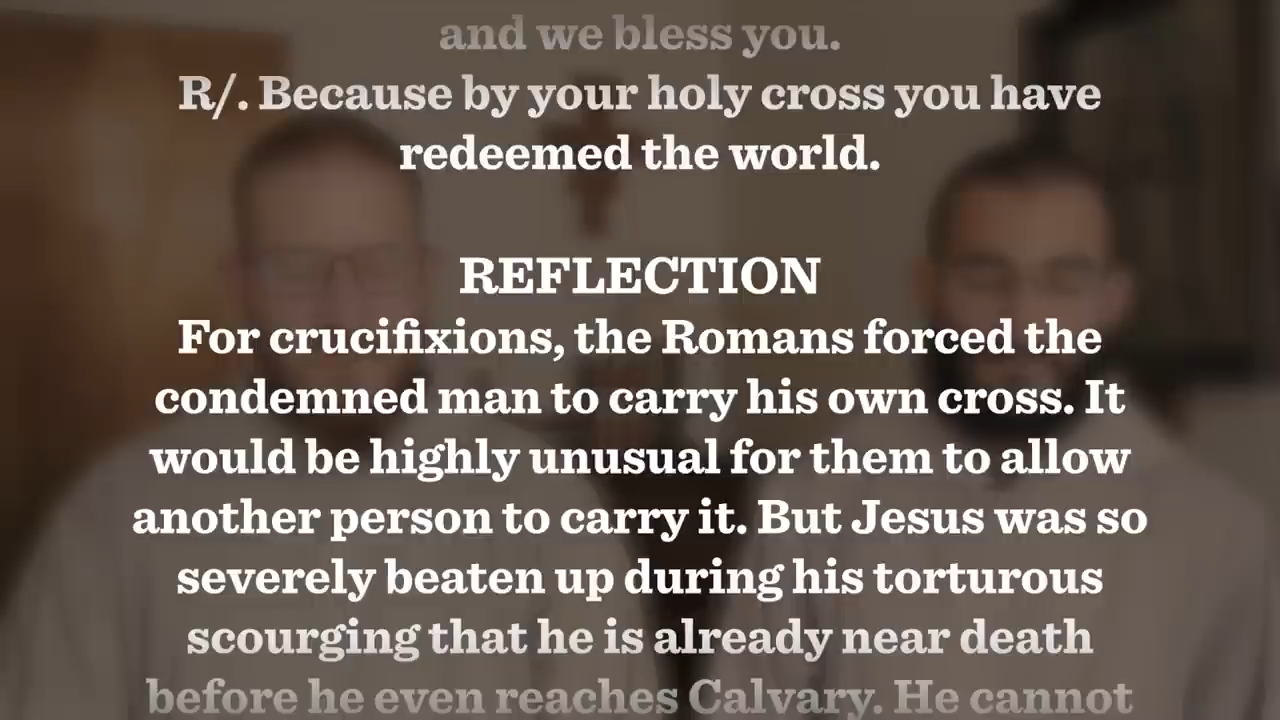 and we bless you.
R/. Because by your holy cross you have
redeemed the world.
REFLECTION
For crucifixions, the Romans forced the
condemned man to carry his own cross. It
would be highly unusual for them to allow
another person to carry it. But Jesus was so
severely beaten up during his torturous
scourging that he is already near death
before he even reaches Calvary. He cannot